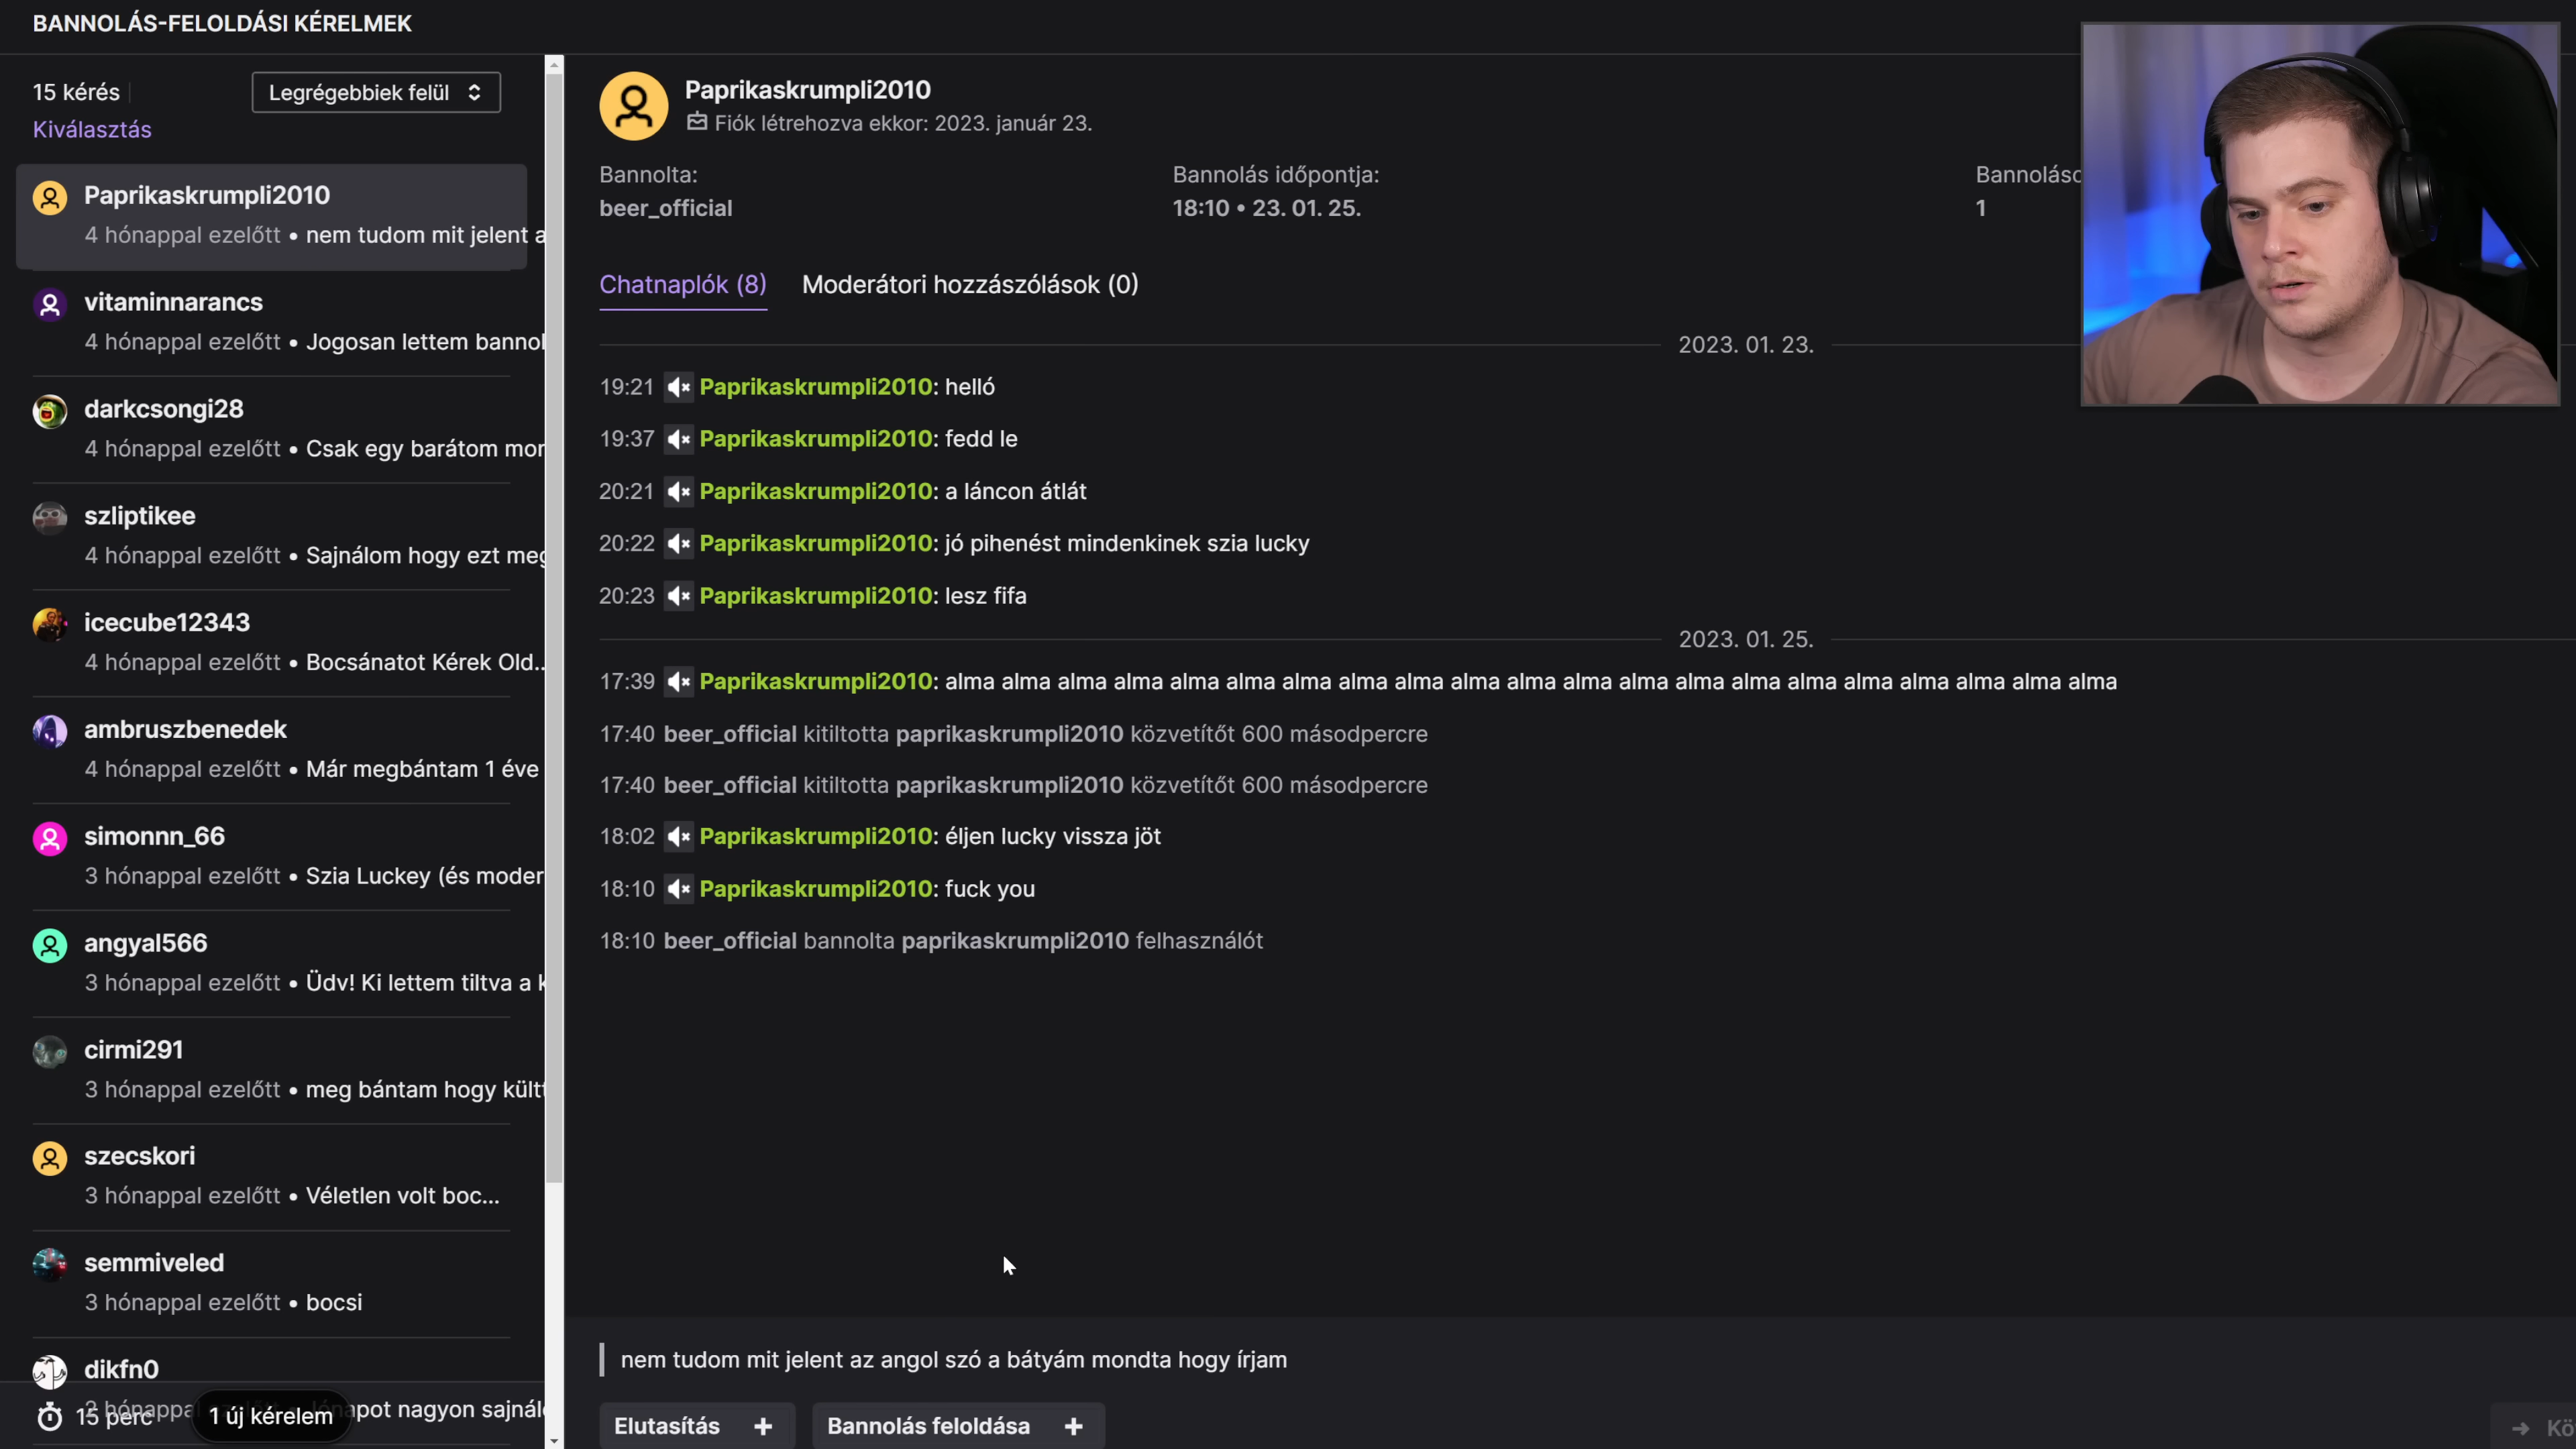 BANNOLÁS-FELOLDÁSI KÉRELMEK
15 kérés
Legrégebbiek felül
Kiválasztás
Paprikaskrumpli2010
4 hónappal ezelőtt • nem tudom mit jelent a
vitaminnarancs
4 hónappal ezelőtt • Jogosan lettem bannol
darkcsongi28
4 hónappal ezelőtt • Csak egy barátom mor
szliptikee
4 hónappal ezelőtt • Sajnálom hogy ezt meg
icecube12343
4 hónappal ezelőtt • Bocsánatot Kérek Old...
ambruszbenedek
4 hónappal ezelőtt • Már megbántam 1 éve
simonnn_66
3 hónappal ezelőtt • Szia Luckey (és moder
angyal566
3 hónappal ezelőtt • Üdv! Ki lettem tiltva a k
cirmi291
3 hónappal ezelőtt • meg bántam hogy költt
szecskori
3 hónappal ezelőtt • Véletlen volt boc...
semmiveled
3 hónappal ezelőtt • bocsi
dikfn0
hónappa
napot nagyon sajnál
15 perc
1 új kérelem
Paprikaskrumpli2010
Fiók létrehozva ekkor: 2023. január 23.
Bannolta:
beer_official
Bannolás időpontja:
18:10 • 23. 01. 25.
Bannolásc
1
Chatnaplók (8)
Moderátori hozzászólások (0)
2023. 01. 23.
19:21 Paprikaskrumpli2010: helló
19:37 Paprikaskrumpli2010: fedd le
20:21 Paprikaskrumpli2010: a láncon átlát
20:22 Paprikaskrumpli2010: jó pihenést mindenkinek szia lucky
20:23 Paprikaskrumpli2010: lesz fifa
2023. 01. 25.
17:39 Paprikaskrumpli2010: alma alma alma alma alma alma alma alma alma alma alma alma alma alma alma alma alma alma alma alma alma
17:40 beer_official kitiltotta paprikaskrumpli2010 közvetítőt 600 másodpercre
17:40 beer_official kitiltotta paprikaskrumpli2010 közvetítőt 600 másodpercre
18:02 Paprikaskrumpli2010: éljen lucky vissza jöt
18:10 Paprikaskrumpli2010: fuck you
18:10 beer_official bannolta paprikaskrumpli2010 felhasználót
nem tudom mit jelent az angol szó a bátyám mondta hogy írjam
Elutasítás +
Bannolás feloldása +
Kö